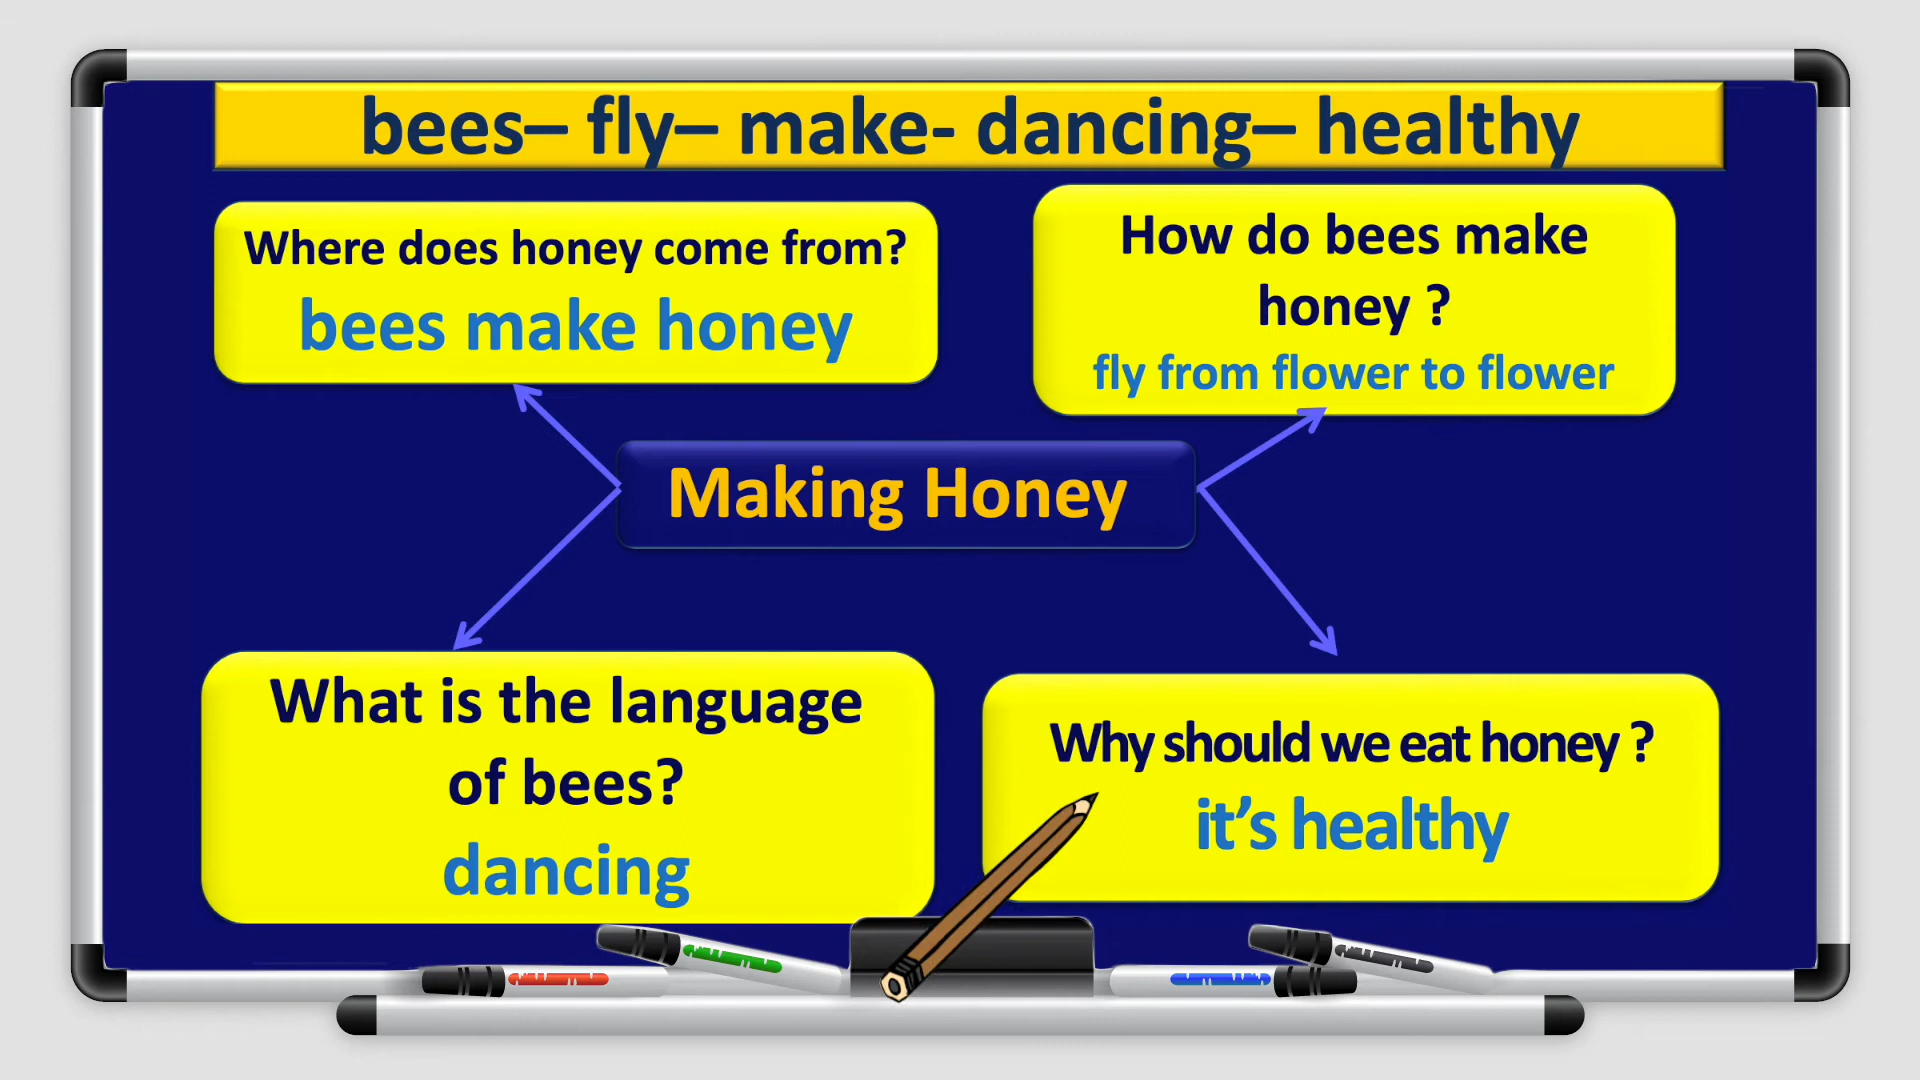 bees– fly– make- dancing– healthy
Where does honey come from?
bees make honey
How do bees make
honey ?
fly from flower to flower
Making Honey
What is the language
of bees?
dancing
Why should we eat honey ?
it’s healthy